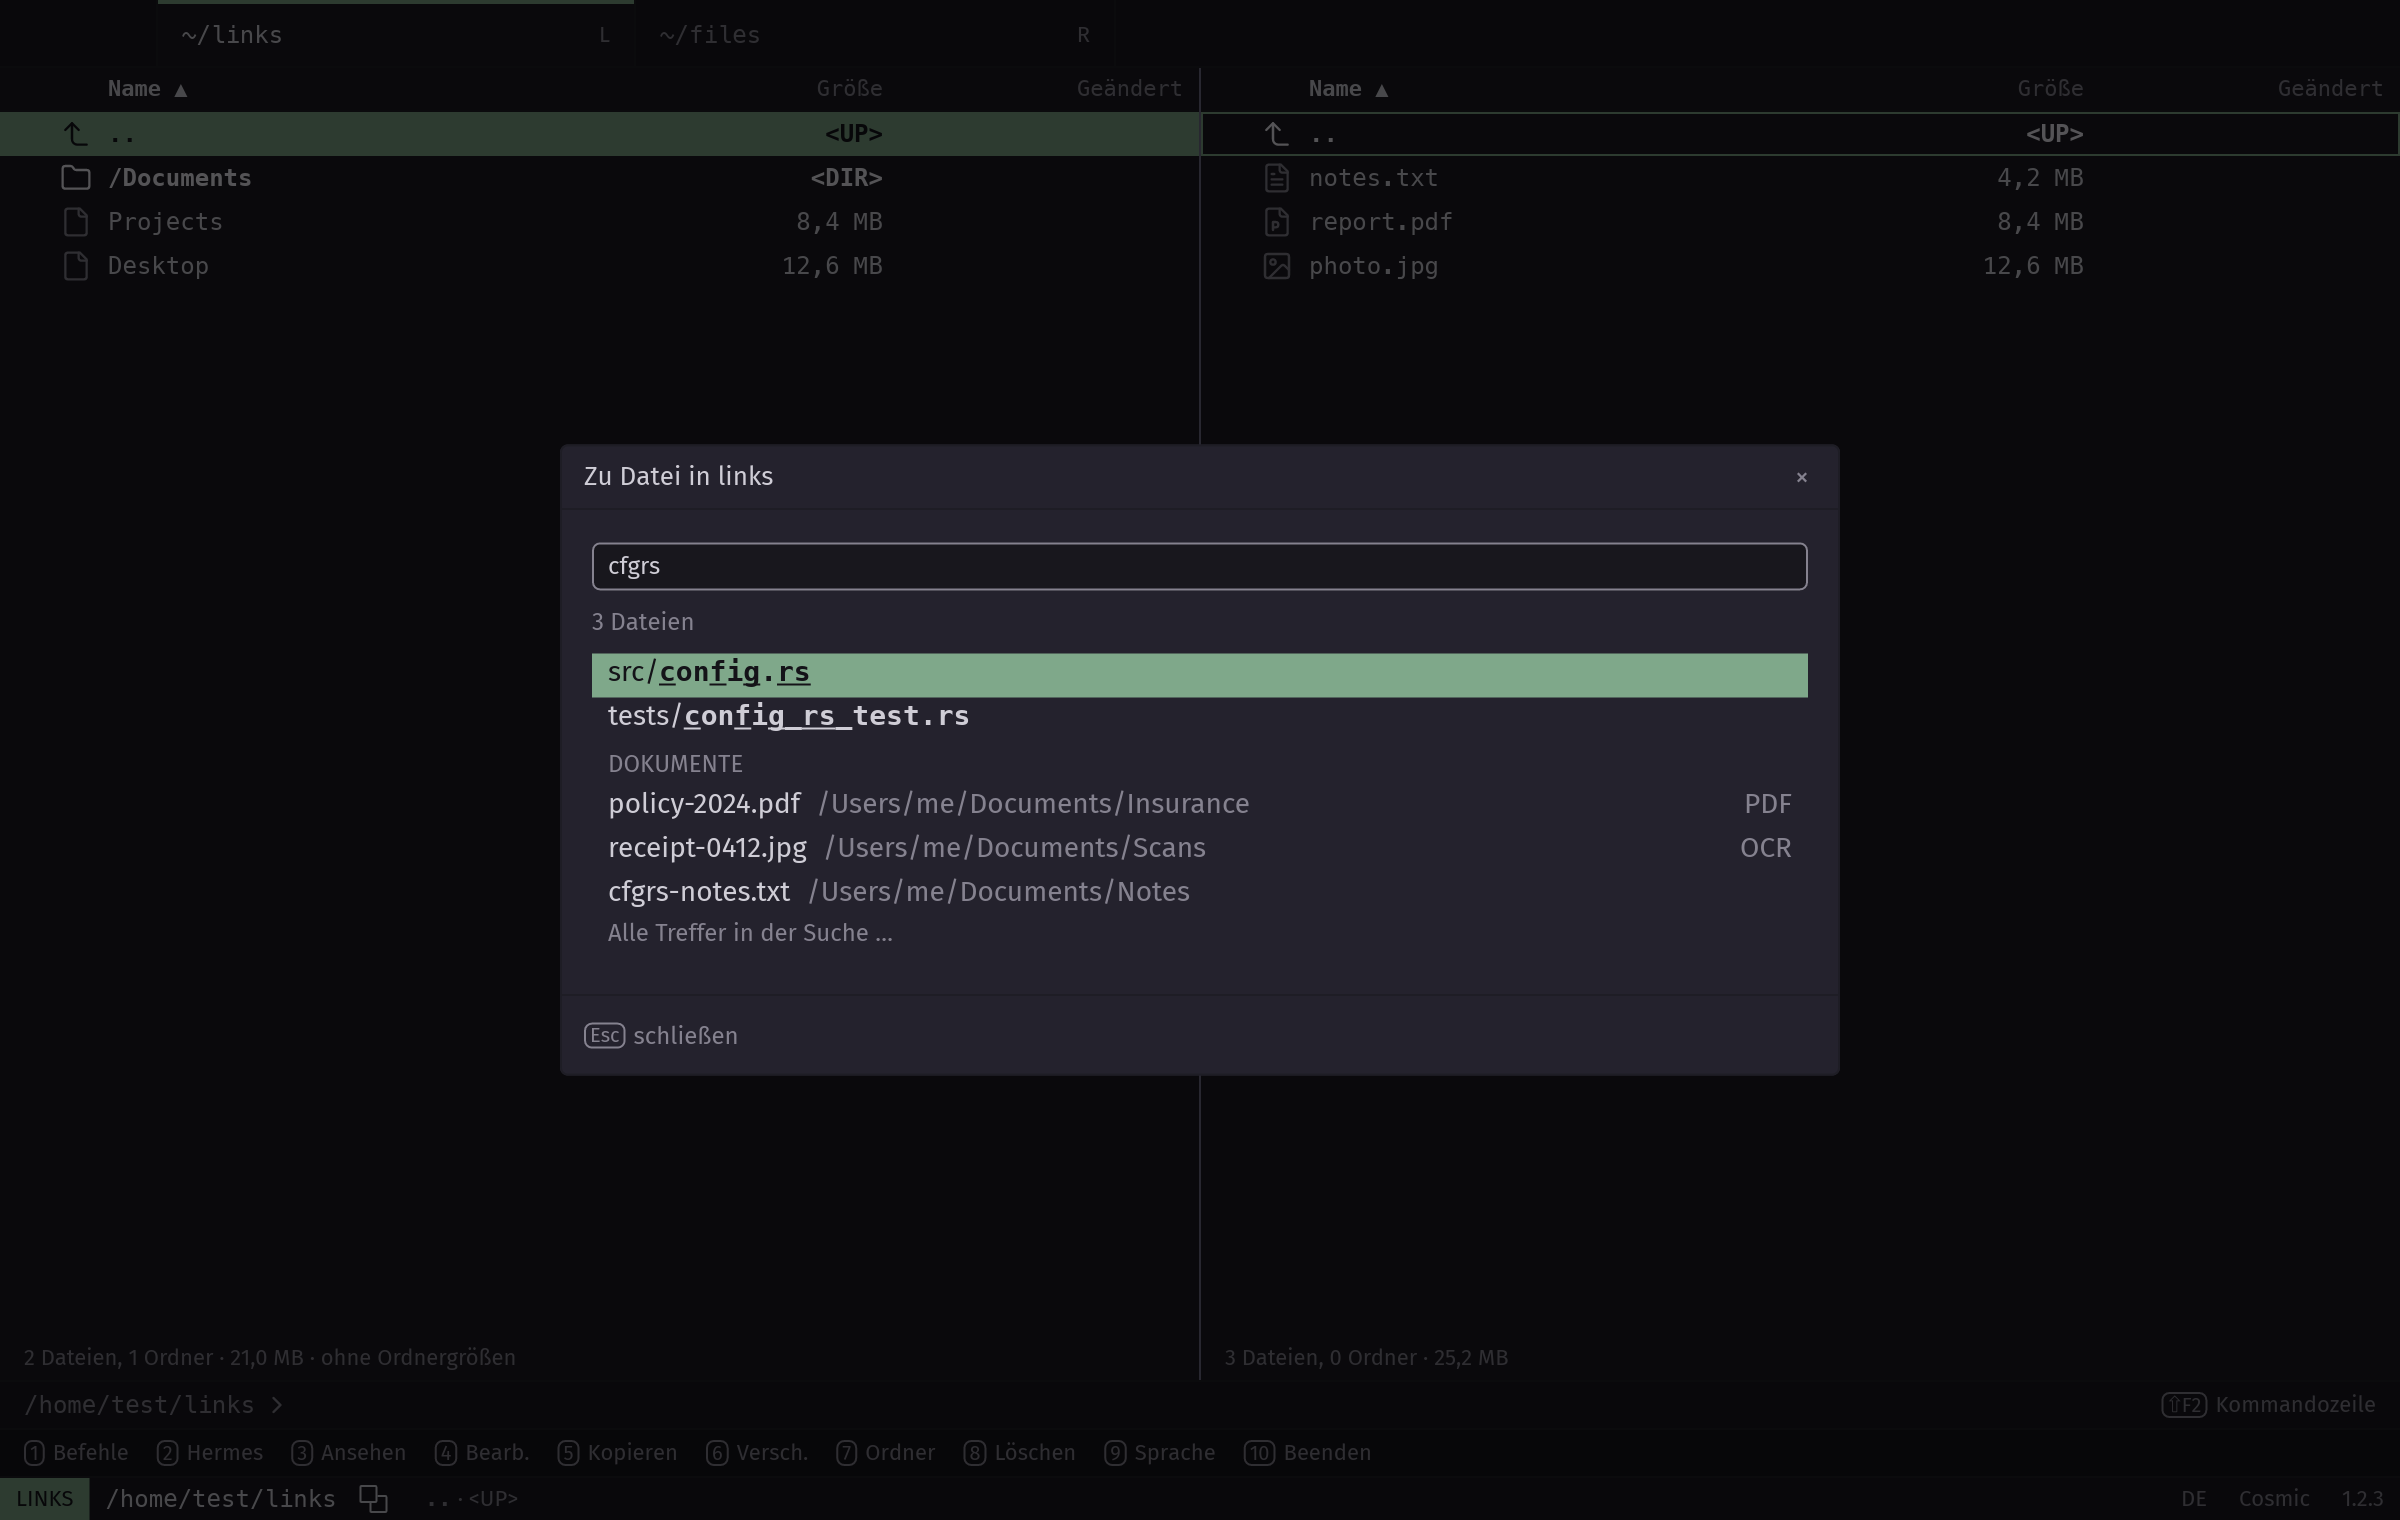 ~/links L ~/files R
Name ▲ Größe Geändert Name ▲ Größe Geändert
.. <UP> .. <UP>
/Documents <DIR> notes.txt 4,2 MB
Projects 8,4 MB report.pdf 8,4 MB
Desktop 12,6 MB photo.jpg 12,6 MB
Zu Datei in links ×
cfgrs
3 Dateien
src/config.rs
tests/config_rs_test.rs
DOKUMENTE
policy-2024.pdf /Users/me/Documents/Insurance PDF
receipt-0412.jpg /Users/me/Documents/Scans OCR
cfgrs-notes.txt /Users/me/Documents/Notes
Alle Treffer in der Suche …
Esc schließen
2 Dateien, 1 Ordner · 21,0 MB · ohne Ordnergrößen 3 Dateien, 0 Ordner · 25,2 MB
/home/test/links > ⇧F2 Kommandozeile
1 Befehle 2 Hermes 3 Ansehen 4 Bearb. 5 Kopieren 6 Versch. 7 Ordner 8 Löschen 9 Sprache 10 Beenden
LINKS /home/test/links .. · <UP> DE Cosmic 1.2.3